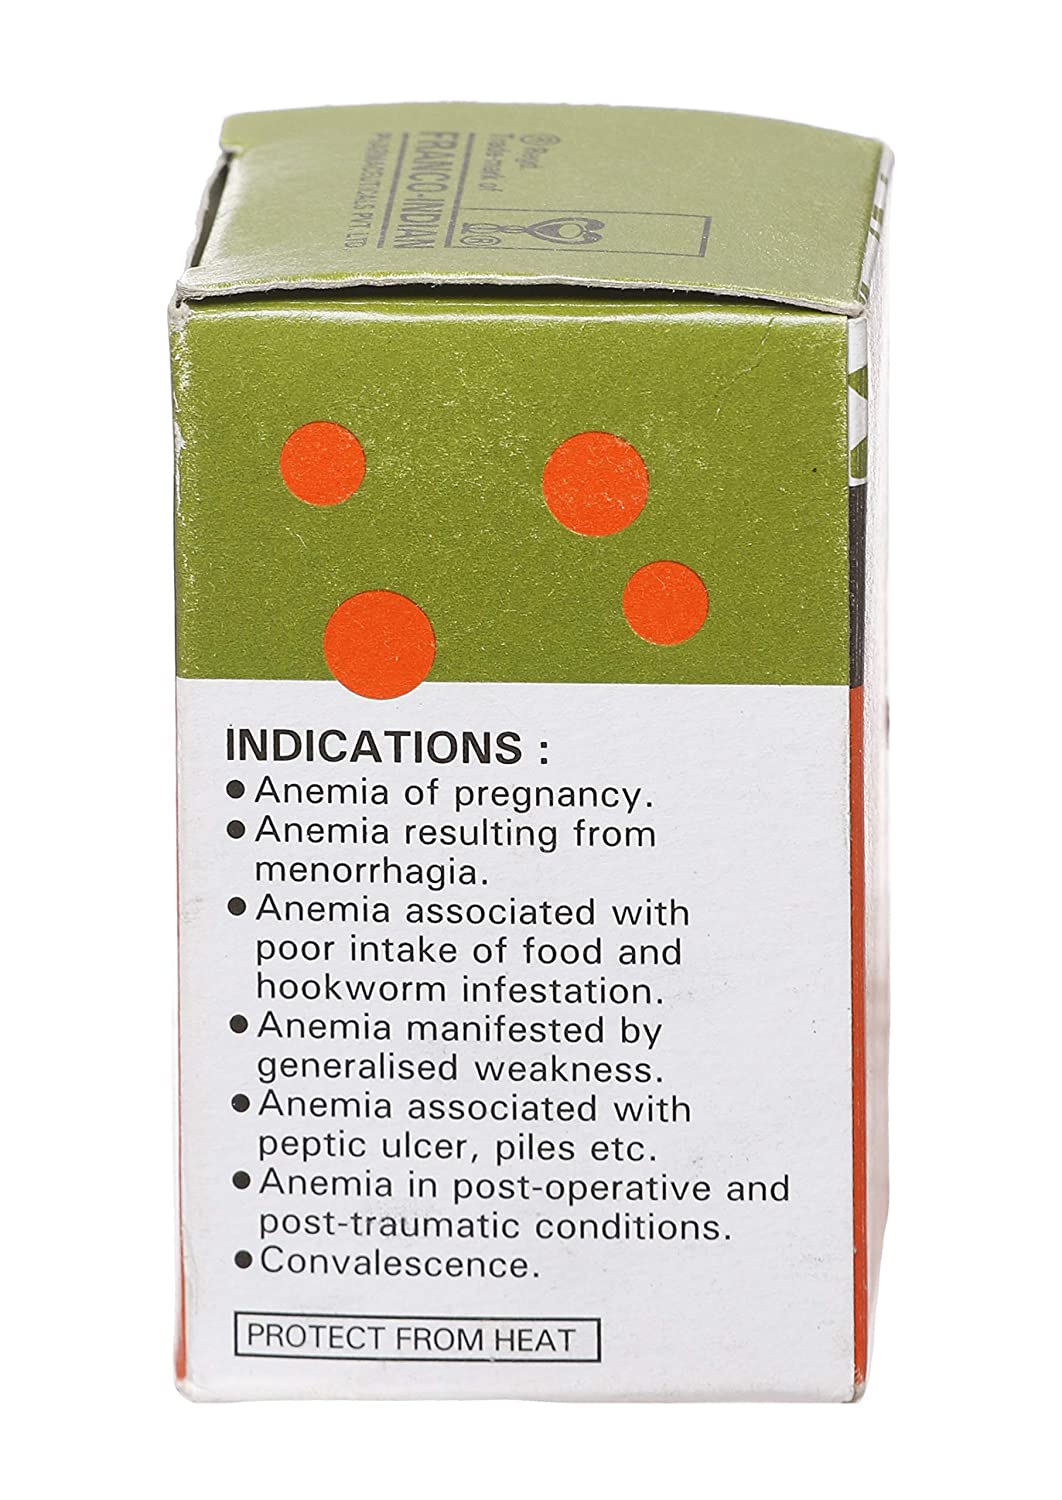 ® Regd.
Trade-mark of
FRANCO-INDIAN
PHARMACEUTICALS PVT. LTD.
INDICATIONS :
● Anemia of pregnancy.
● Anemia resulting from
menorrhagia.
● Anemia associated with
poor intake of food and
hookworm infestation.
● Anemia manifested by
generalised weakness.
● Anemia associated with
peptic ulcer, piles etc.
● Anemia in post-operative and
post-traumatic conditions.
● Convalescence.
PROTECT FROM HEAT